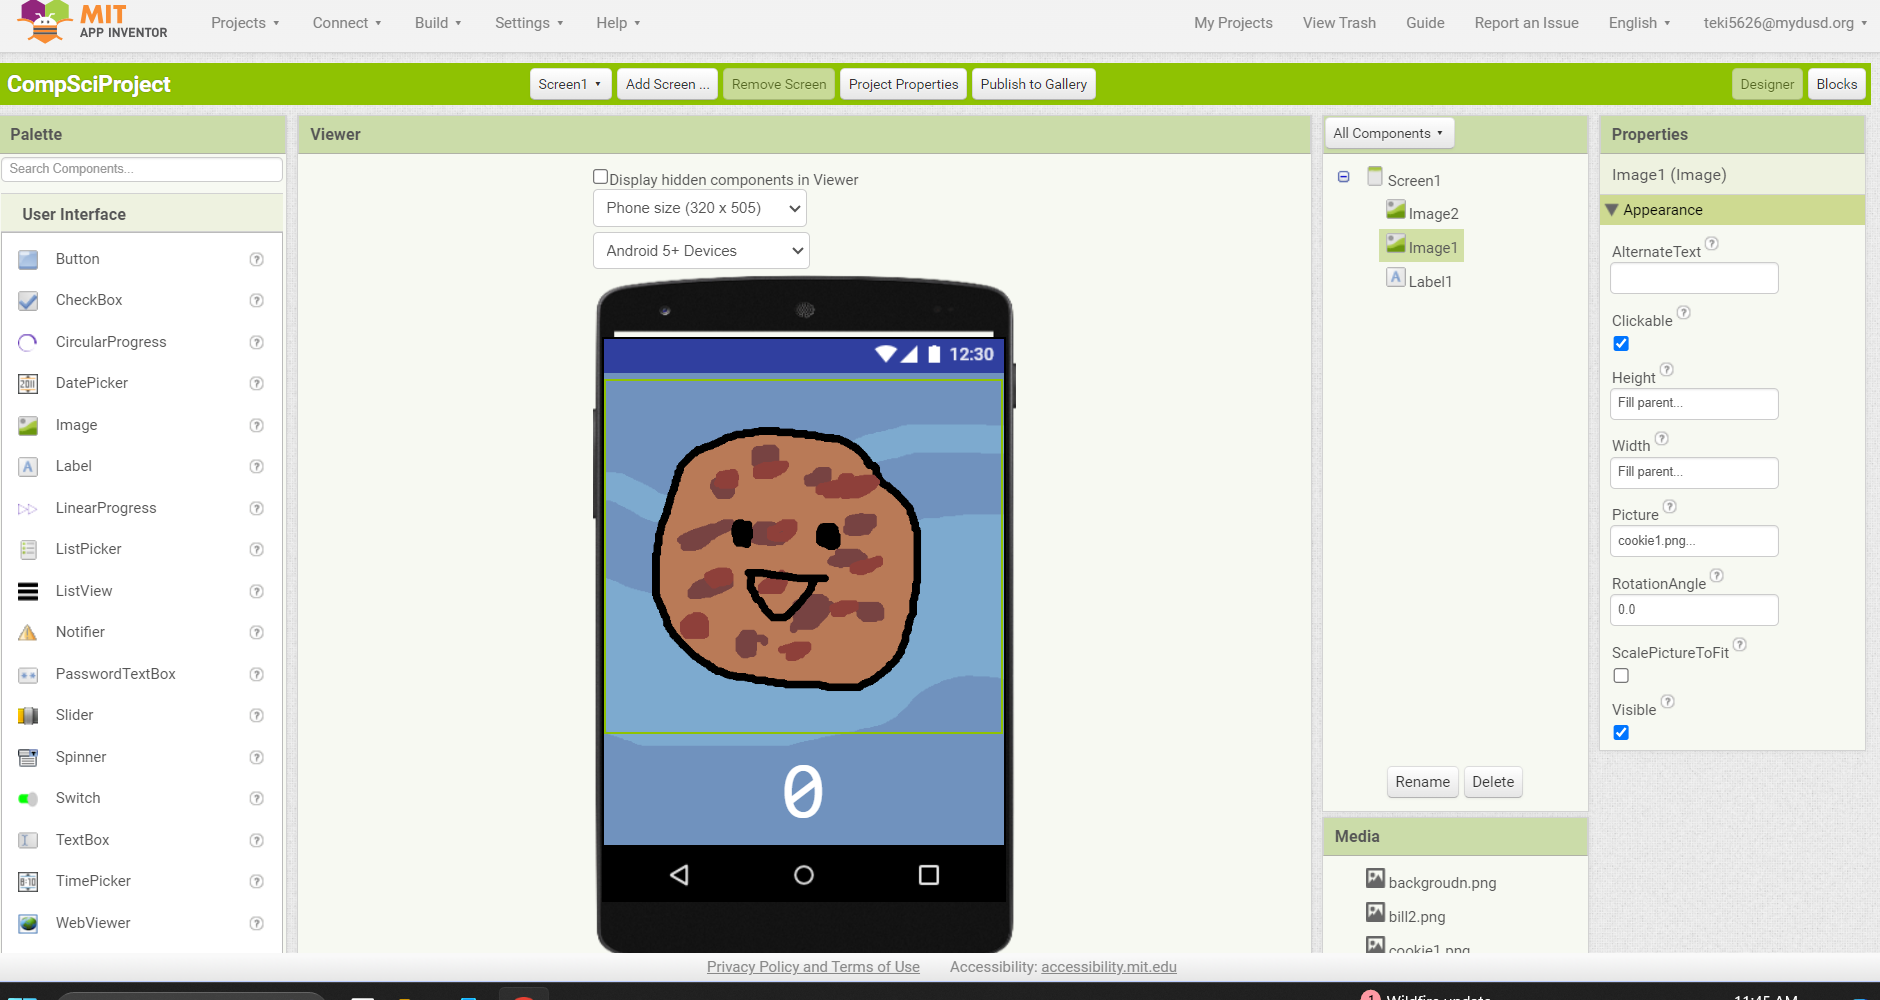 MIT
APP INVENTOR
Projects
Connect
Build
Settings
Help
My Projects
View Trash
Guide
Report an Issue
English
teki5626@mydusd.org
CompSciProject
Screen1
Add Screen ...
Remove Screen
Project Properties
Publish to Gallery
Designer
Blocks
Palette
Search Components...
User Interface
Button
?
CheckBox
?
CircularProgress
?
DatePicker
?
Image
?
Label
?
LinearProgress
?
ListPicker
?
ListView
?
Notifier
?
PasswordTextBox
?
Slider
?
Spinner
?
Switch
?
TextBox
?
TimePicker
?
WebViewer
?
Viewer
Display hidden components in Viewer
Phone size (320 x 505)
Android 5+ Devices
12:30
0
All Components
Screen1
Image2
Image1
A Label1
Rename
Delete
Media
backgroudn.png
bill2.png
cookie1.png
Properties
Image1 (Image)
Appearance
AlternateText ?
Clickable ?
Height ?
Fill parent...
Width ?
Fill parent...
Picture ?
cookie1.png...
RotationAngle ?
0.0
ScalePictureToFit ?
Visible ?
Privacy Policy and Terms of Use
Accessibility: accessibility.mit.edu
1
Wildfire update
11:45 AM